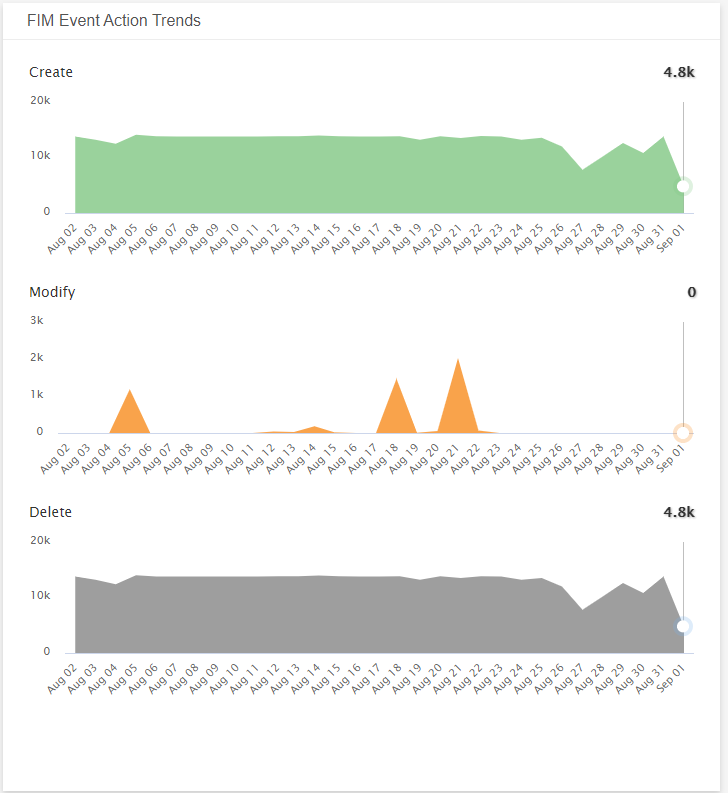 FIM Event Action Trends
Create 4.8k
20k
10k
0
Aug 02 Aug 03 Aug 04 Aug 05 Aug 06 Aug 07 Aug 08 Aug 09 Aug 10 Aug 11 Aug 12 Aug 13 Aug 14 Aug 15 Aug 16 Aug 17 Aug 18 Aug 19 Aug 20 Aug 21 Aug 22 Aug 23 Aug 24 Aug 25 Aug 26 Aug 27 Aug 28 Aug 29 Aug 30 Aug 31 Sep 01
Modify 0
3k
2k
1k
0
Aug 02 Aug 03 Aug 04 Aug 05 Aug 06 Aug 07 Aug 08 Aug 09 Aug 10 Aug 11 Aug 12 Aug 13 Aug 14 Aug 15 Aug 16 Aug 17 Aug 18 Aug 19 Aug 20 Aug 21 Aug 22 Aug 23 Aug 24 Aug 25 Aug 26 Aug 27 Aug 28 Aug 29 Aug 30 Aug 31 Sep 01
Delete 4.8k
20k
10k
0
Aug 02 Aug 03 Aug 04 Aug 05 Aug 06 Aug 07 Aug 08 Aug 09 Aug 10 Aug 11 Aug 12 Aug 13 Aug 14 Aug 15 Aug 16 Aug 17 Aug 18 Aug 19 Aug 20 Aug 21 Aug 22 Aug 23 Aug 24 Aug 25 Aug 26 Aug 27 Aug 28 Aug 29 Aug 30 Aug 31 Sep 01